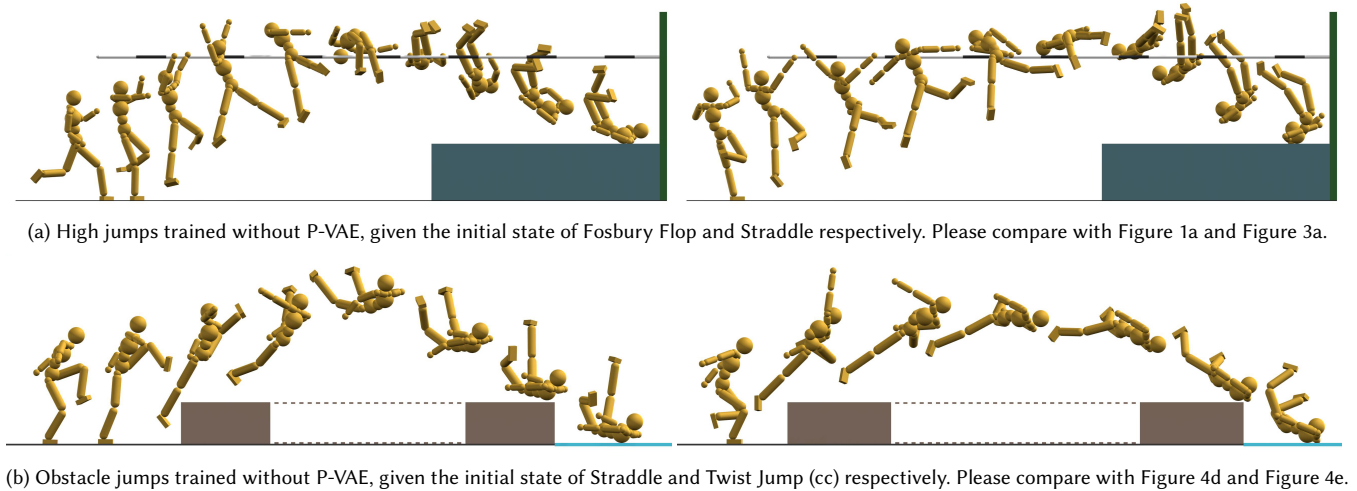 (a) High jumps trained without P-VAE, given the initial state of Fosbury Flop and Straddle respectively. Please compare with Figure 1a and Figure 3a.
(b) Obstacle jumps trained without P-VAE, given the initial state of Straddle and Twist Jump (cc) respectively. Please compare with Figure 4d and Figure 4e.